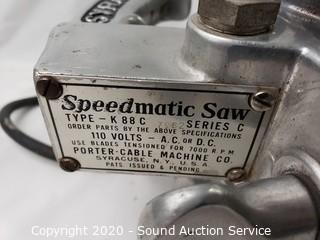 Speedmatic Saw
TYPE - K 88 C SERIES C
ORDER PARTS BY THE ABOVE SPECIFICATIONS
110 VOLTS - A.C. OR D.C.
USE BLADES TENSIONED FOR 7000 R.P.M
PORTER-CABLE MACHINE CO.
SYRACUSE, N.Y., U.S.A
PATS. ISSUED & PENDING
Copyright 2020 - Sound Auction Service